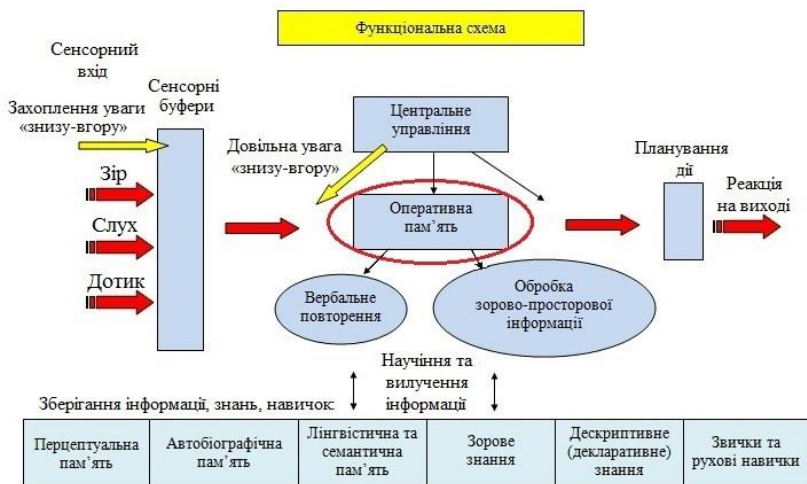 Функціональна схема
Сенсорний
вхід
Сенсорні
буфери
Захоплення уваги
«знизу-вгору»
Зір
Слух
Дотик
Центральне
управління
Довільна увага
«знизу-вгору»
Оперативна
пам’ять
Вербальне
повторення
Обробка
зорово-просторової
інформації
Планування
дії
Реакція
на виході
Научіння та
вилучення
інформації
Зберігання інформації, знань, навичок:
Перцептуальна
пам’ять
Автобіографічна
пам’ять
Лінгвістична та
семантична
пам’ять
Зорове
знання
Дескриптивне
(декларативне)
знання
Звички та
рухові навички